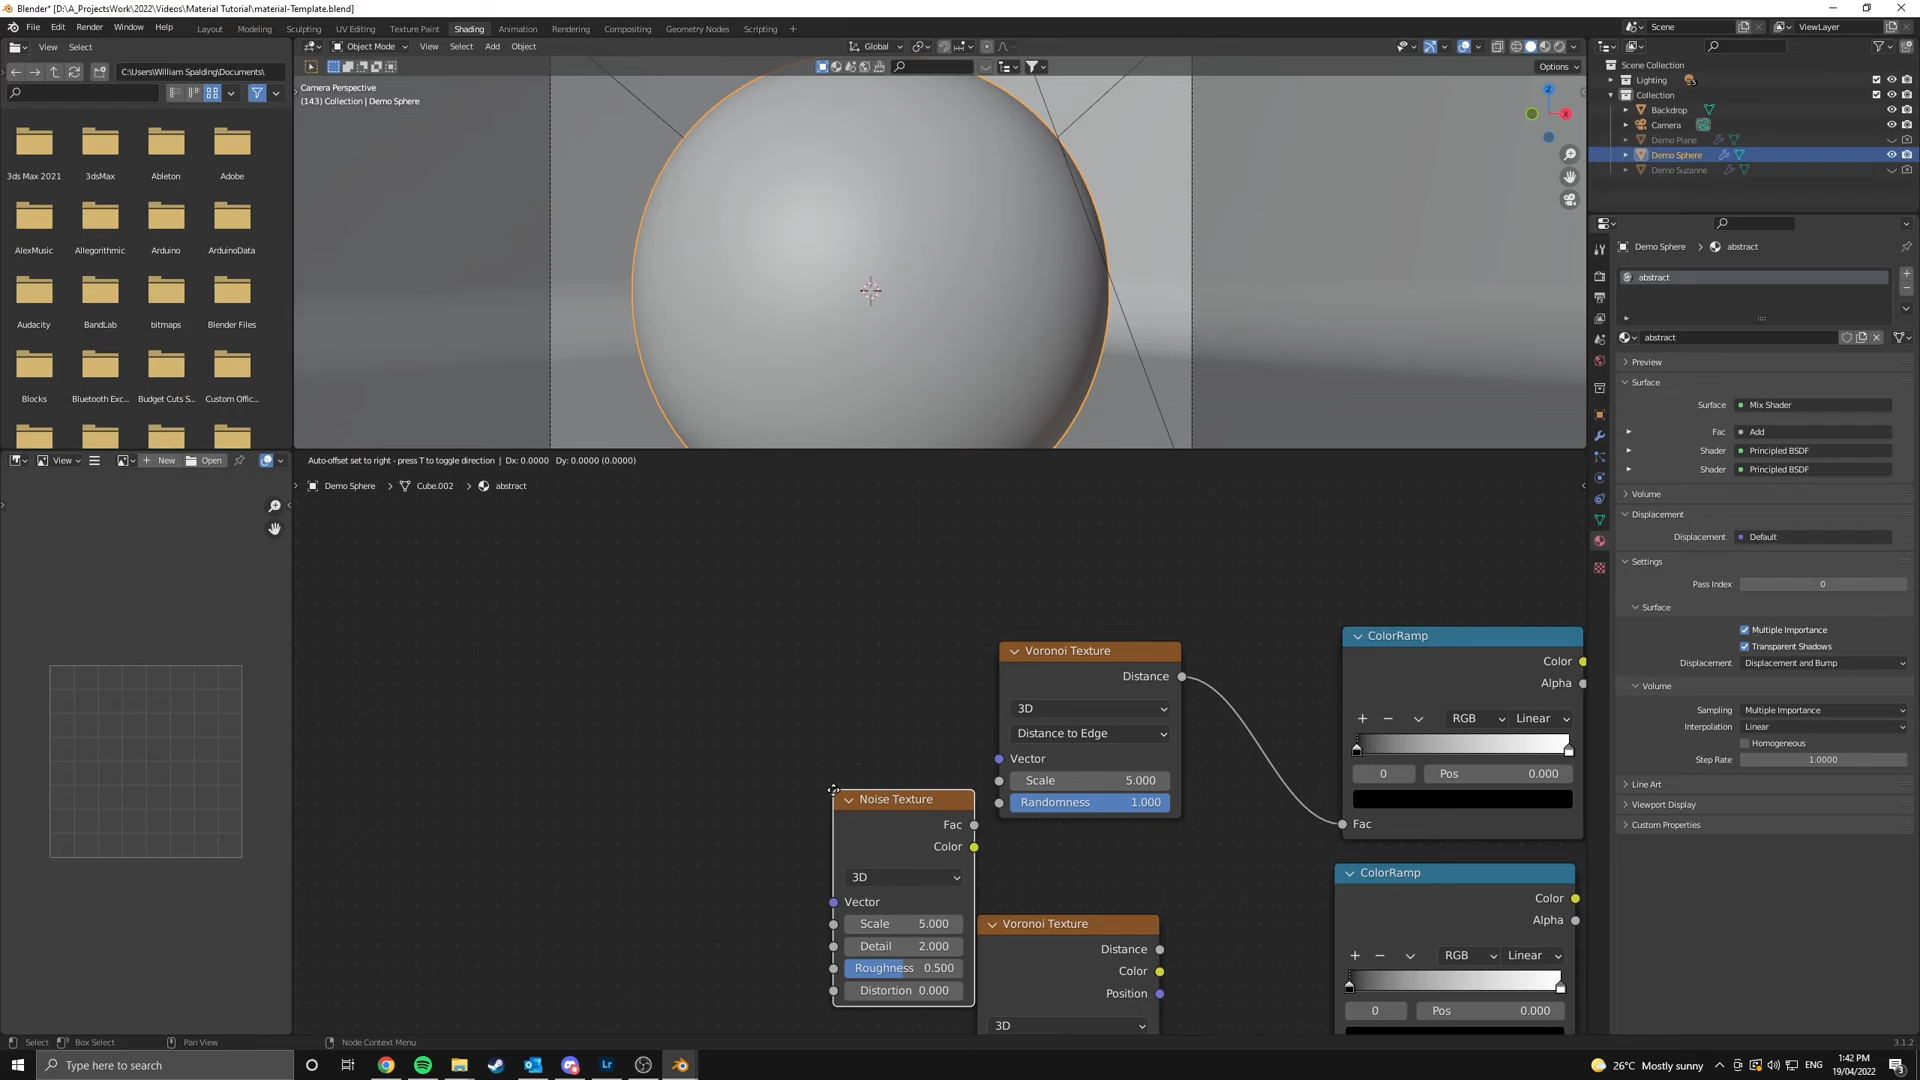 Blender* [D:\A_ProjectsWork\2022\Videos\Material Tutorial\material-Template.blend]
File Edit Render Window Help Layout Modeling Sculpting UV Editing Texture Paint Shading Animation Rendering Compositing Geometry Nodes Scripting + Scene ViewLayer
View Select
Object Mode View Select Add Object Global
C:\Users\William Spalding\Documents\
Options
3ds Max 2021 3dsMax Ableton Adobe
AlexMusic Allegorithmic Arduino ArduinoData
Audacity BandLab bitmaps Blender Files
Blocks Bluetooth Exc... Budget Cuts S... Custom Offic...
Camera Perspective
(143) Collection | Demo Sphere
Z
X
Scene Collection
Lighting
Collection
Backdrop
Camera
Demo Plane
Demo Sphere
Demo Suzanne
Demo Sphere > abstract
abstract
abstract
Preview
Surface
Surface Mix Shader
Fac Add
Shader Principled BSDF
Shader Principled BSDF
Volume
Displacement
Displacement Default
Settings
Pass Index 0
Surface
Multiple Importance
Transparent Shadows
Displacement Displacement and Bump
Volume
Sampling Multiple Importance
Interpolation Linear
Homogeneous
Step Rate 1.0000
Line Art
Viewport Display
Custom Properties
View + New Open
Auto-offset set to right - press T to toggle direction | Dx: 0.0000 Dy: 0.0000 (0.0000)
Demo Sphere > Cube.002 > abstract
Voronoi Texture
Distance
3D
Distance to Edge
Vector
Scale 5.000
Randomness 1.000
ColorRamp
Color
Alpha
+ − RGB Linear
0 Pos 0.000
Fac
Noise Texture
Fac
Color
3D
Vector
Scale 5.000
Detail 2.000
Roughness 0.500
Distortion 0.000
Voronoi Texture
Distance
Color
Position
3D
ColorRamp
Color
Alpha
+ − RGB Linear
0 Pos 0.000
Select Box Select Pan View Node Context Menu 3.1.2
Type here to search
Lr
26°C Mostly sunny
ENG
1:42 PM
19/04/2022
3